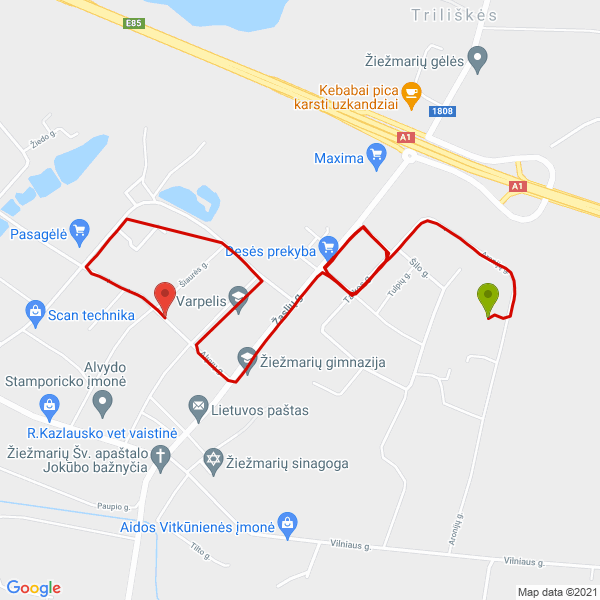 Triliškės
E85
Žiežmarių gėlės
Kebabai pica
karsti uzkandziai
1808
A1
Žiedo g.
Maxima
A1
Pasagėlė
Desės prekyba
Šiaurės g.
Šilo g.
Tulpių g.
Varpelis
Žaslių g.
Scan technika
Žiežmarių gimnazija
Alvydo
Stamporicko įmonė
Lietuvos paštas
R.Kazlausko vet vaistinė
Žiežmarių Šv. apaštalo
Jokūbo bažnyčia
Žiežmarių sinagoga
Paupio g.
Aidos Vitkūnienės įmonė
Aronijų g.
Tilto g.
Vilniaus g.
Vilniaus g.
Google
Map data ©2021